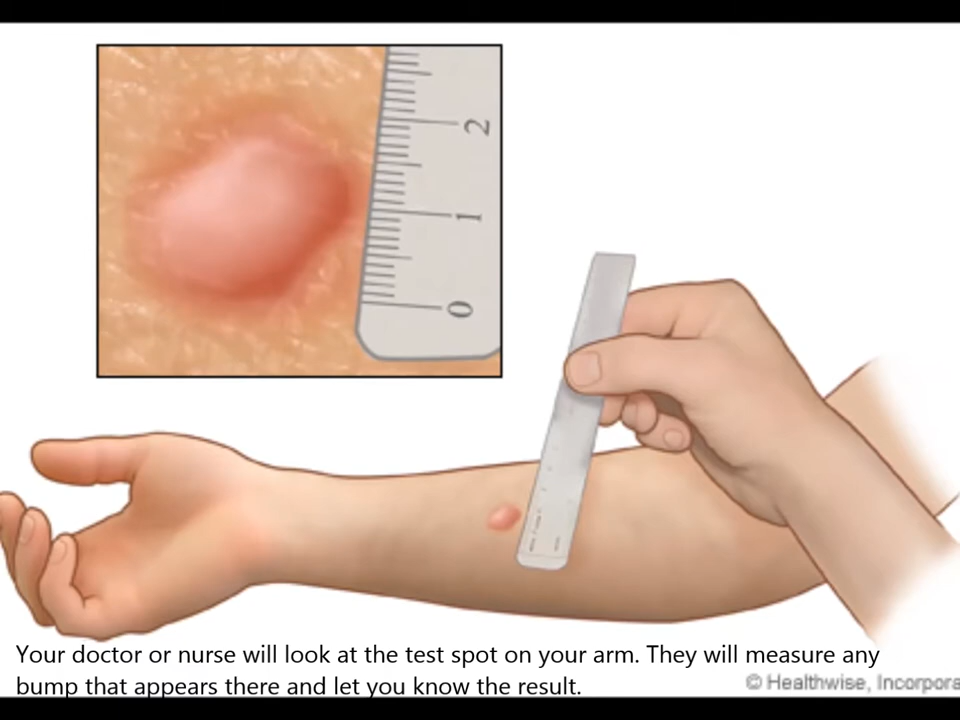 2
1
0
Your doctor or nurse will look at the test spot on your arm. They will measure any
bump that appears there and let you know the result.
© Healthwise, Incorpora